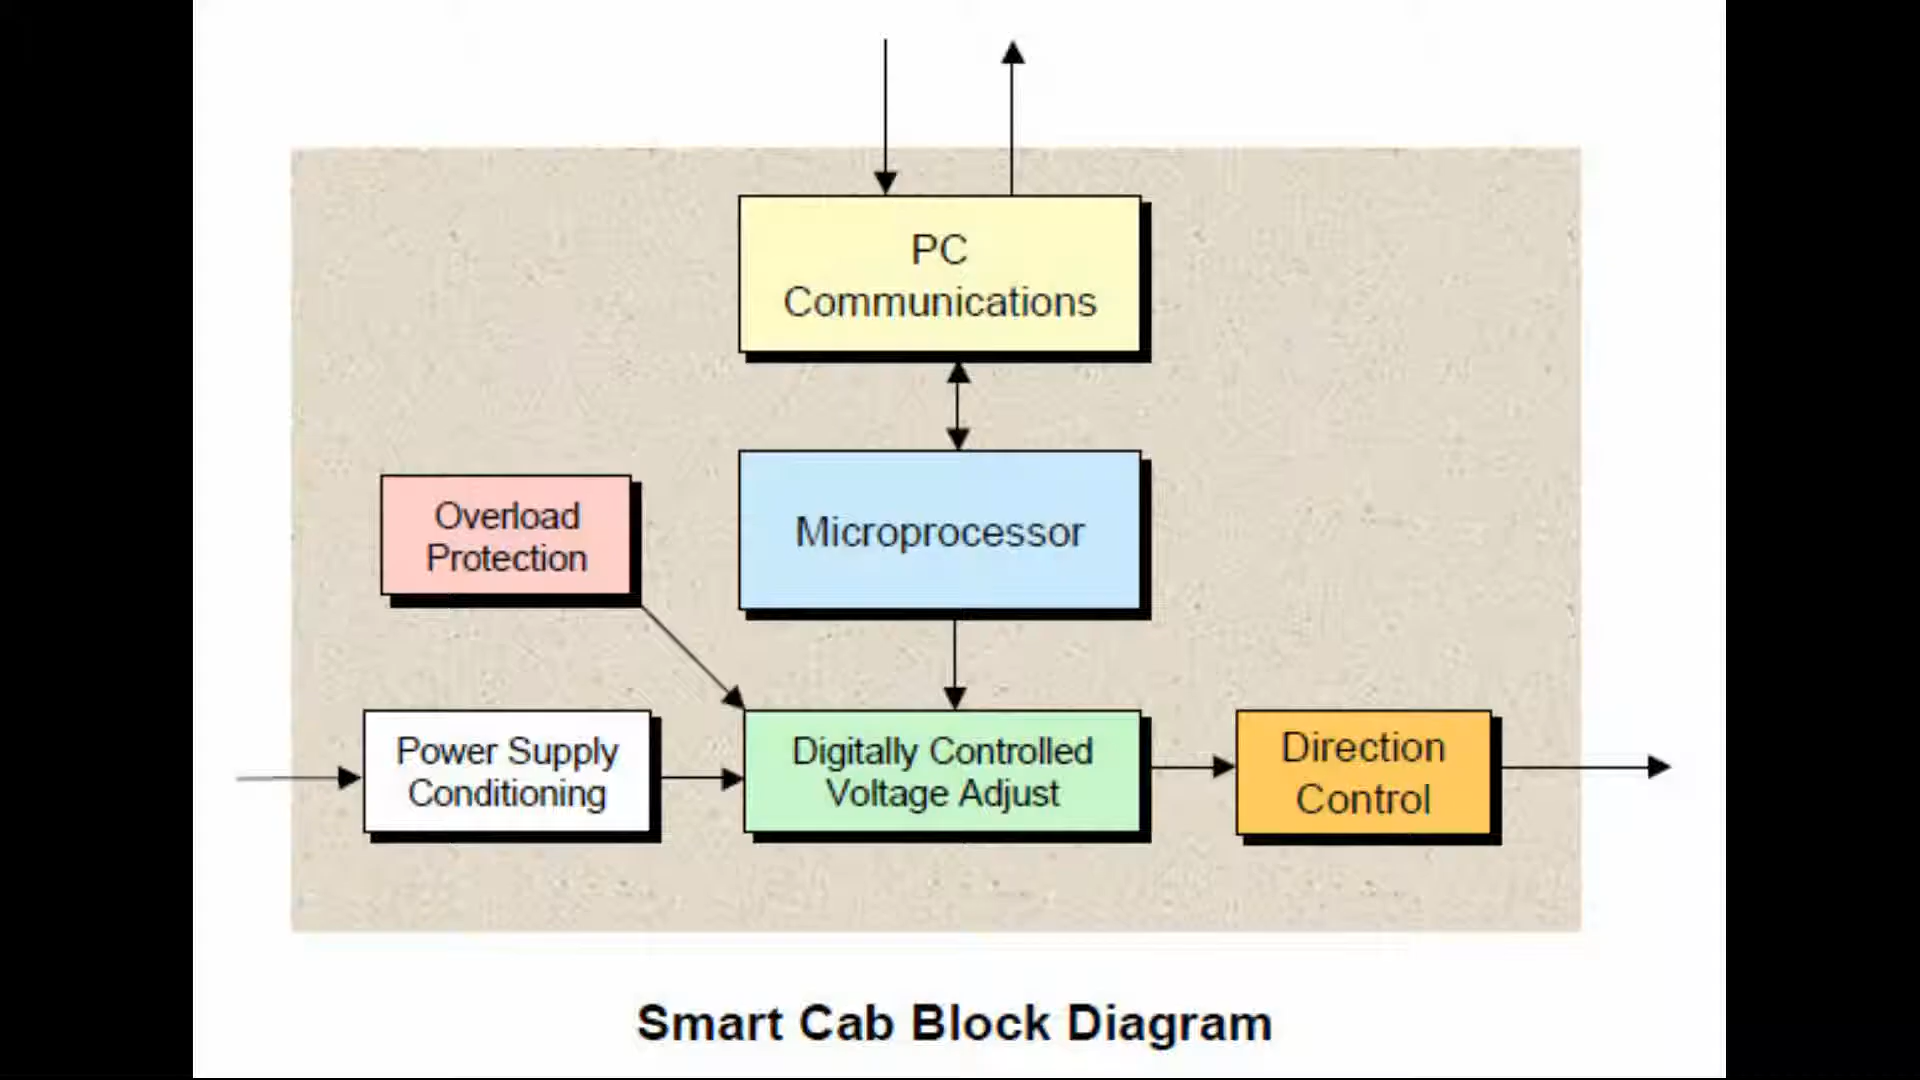 PC
Communications
Microprocessor
Overload
Protection
Power Supply
Conditioning
Digitally Controlled
Voltage Adjust
Direction
Control
Smart Cab Block Diagram